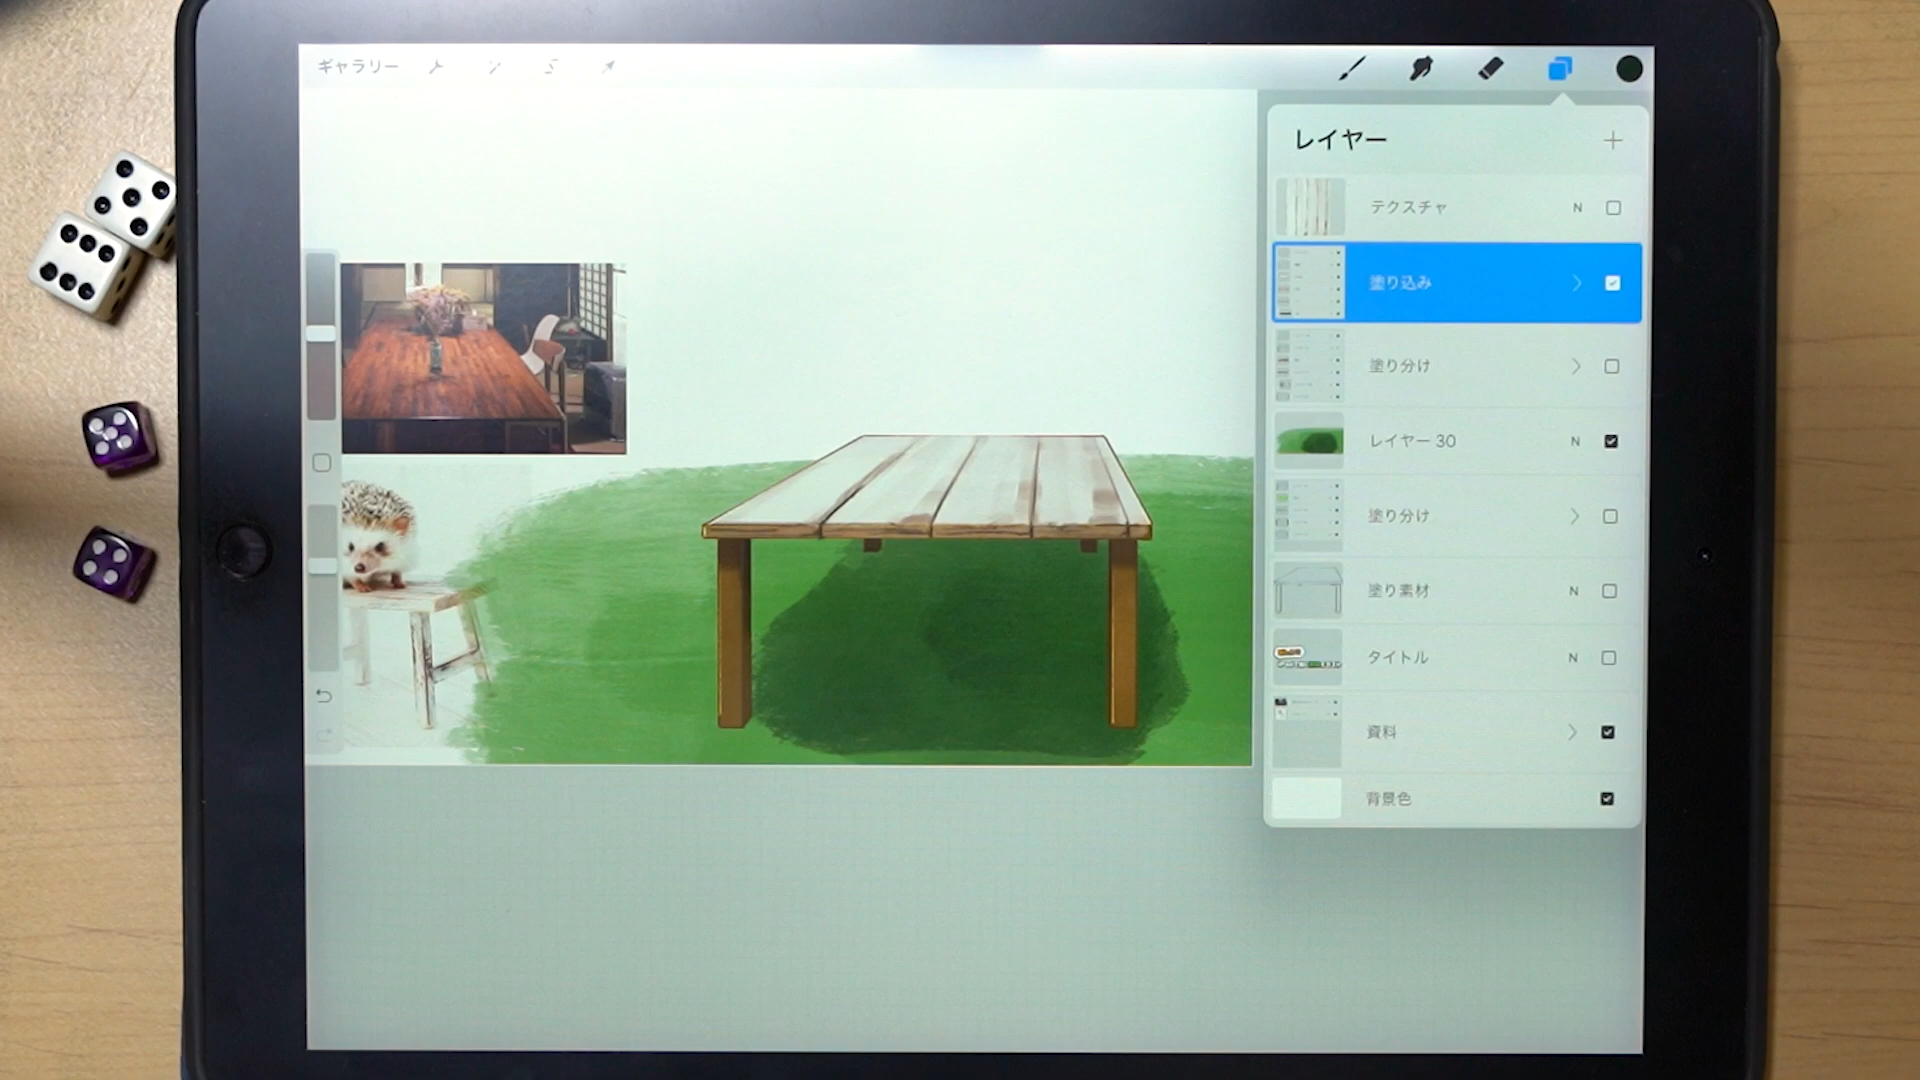 ギャラリー
レイヤー
テクスチャ N
塗り込み
塗り分け
レイヤー 30 N
塗り分け
塗り素材 N
タイトル N
資料
背景色